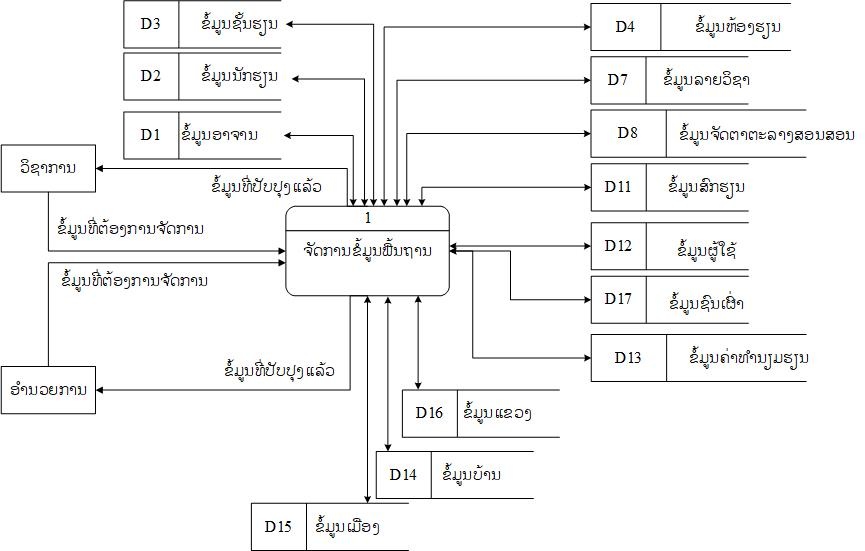 D3 ຂໍ້ມູນຊັ້ນຮຽນ
D4 ຂໍ້ມູນຫ້ອງຮຽນ
D2 ຂໍ້ມູນນັກຮຽນ
D7 ຂໍ້ມູນລາຍວິຊາ
D1 ຂໍ້ມູນອາຈານ
D8 ຂໍ້ມູນຈັດຕາຕະລາງສອນສອນ
ວິຊາການ
ຂໍ້ມູນທີ່ປັບປຸງແລ້ວ
D11 ຂໍ້ມູນສົກຮຽນ
1
ຂໍ້ມູນທີ່ຕ້ອງການຈັດການ
ຈັດການຂໍ້ມູນພື້ນຖານ
D12 ຂໍ້ມູນຜູ້ໃຊ້
ຂໍ້ມູນທີ່ຕ້ອງການຈັດການ
D17 ຂໍ້ມູນຊົນເຜົ່າ
D13 ຂໍ້ມູນຄ່າທຳນຽມຮຽນ
ຂໍ້ມູນທີ່ປັບປຸງແລ້ວ
ອຳນວຍການ
D16 ຂໍ້ມູນແຂວງ
D14 ຂໍ້ມູນບ້ານ
D15 ຂໍ້ມູນເມືອງ